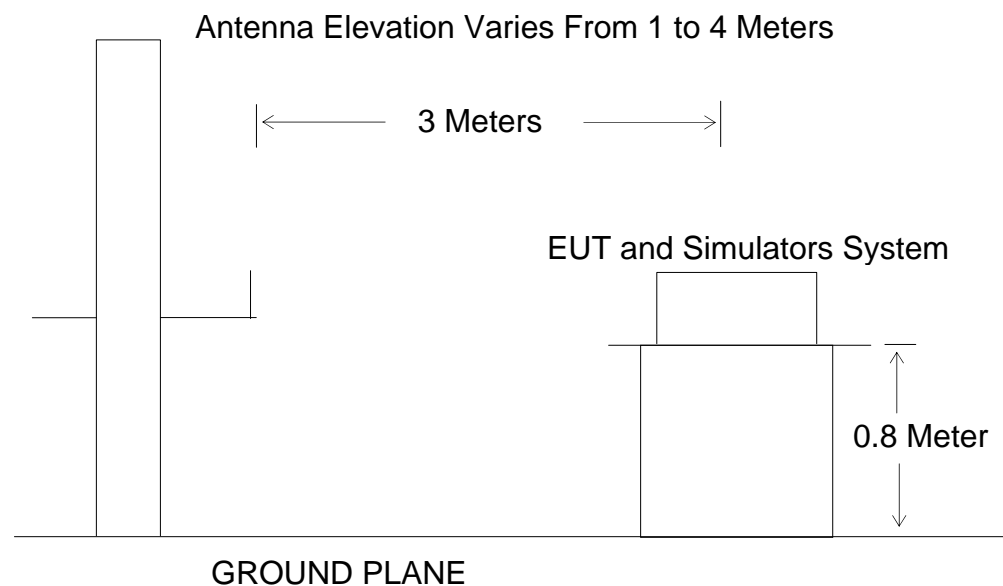 Antenna Elevation Varies From 1 to 4 Meters
3 Meters
EUT and Simulators System
0.8 Meter
GROUND PLANE